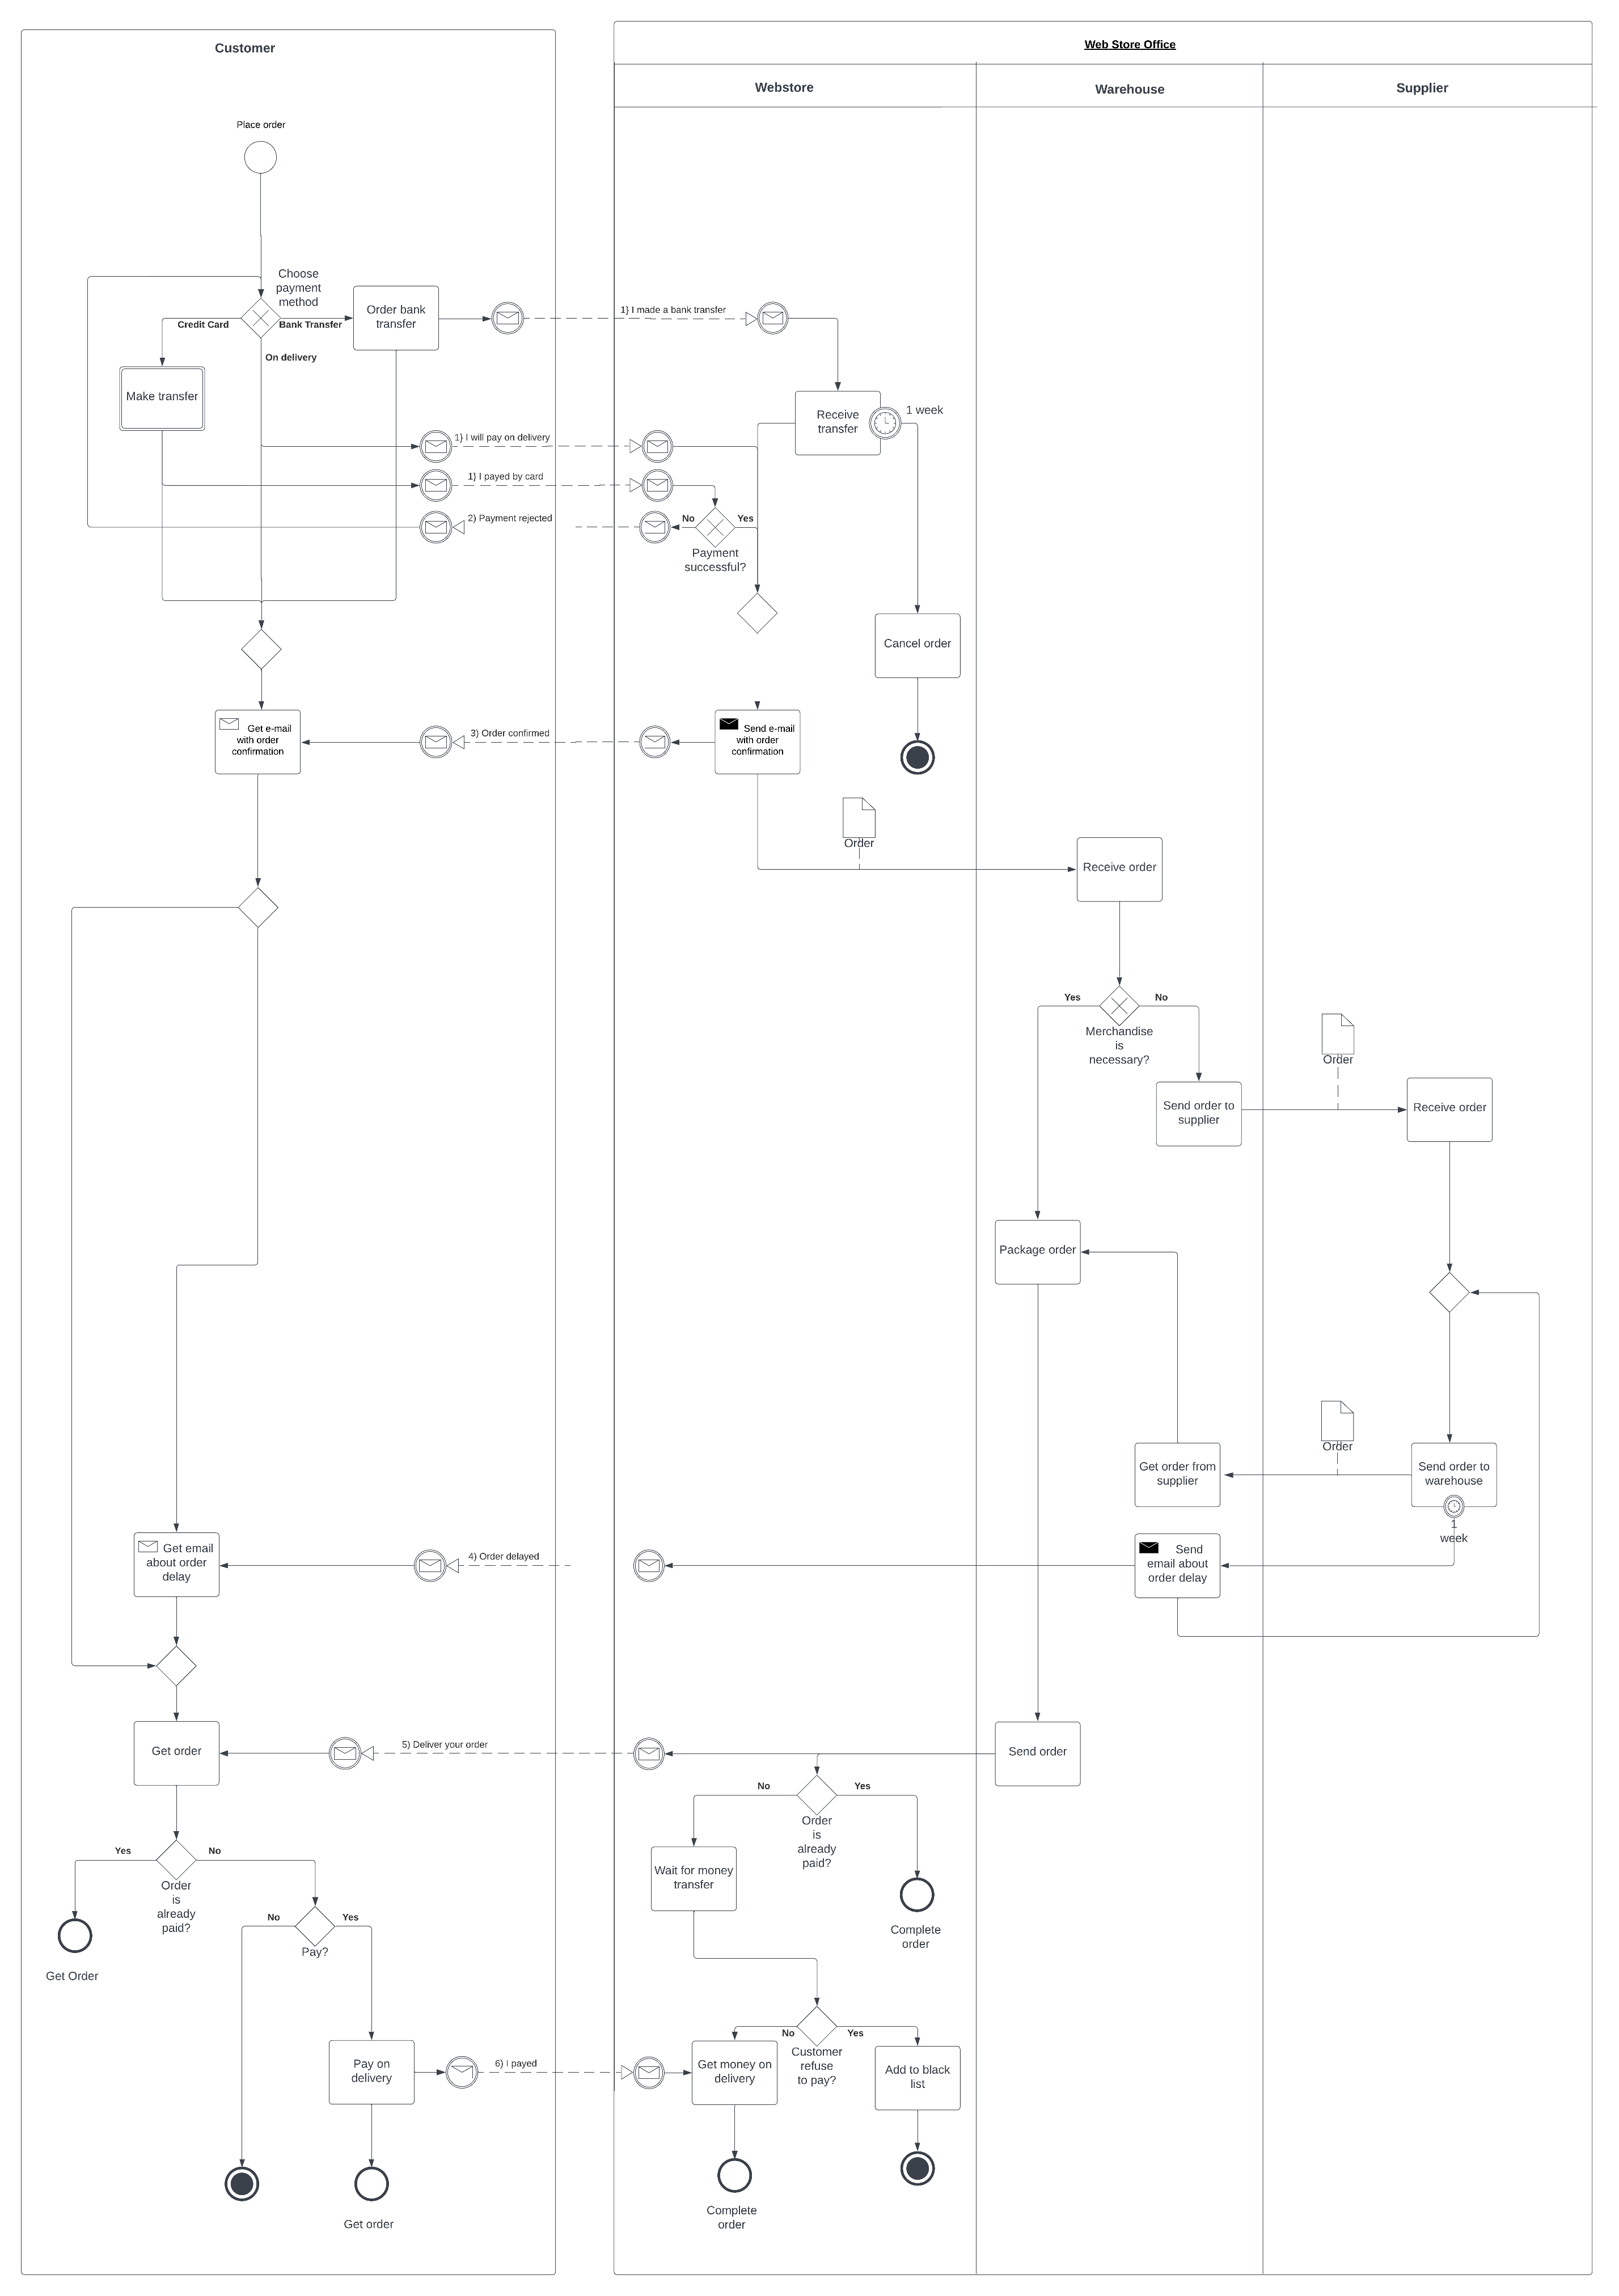 Customer
Web Store Office
Webstore
Warehouse
Supplier
Place order
Choose
payment
method
Credit Card
Bank Transfer
On delivery
Order bank
transfer
1} I made a bank transfer
Make transfer
Receive
transfer
1 week
1} I will pay on delivery
1} I payed by card
2) Payment rejected
No
Yes
Payment
successful?
Cancel order
Get e-mail
with order
confirmation
3) Order confirmed
Send e-mail
with order
confirmation
Order
Receive order
Yes
No
Merchandise
is
necessary?
Order
Send order to
supplier
Receive order
Package order
Order
Get order from
supplier
Send order to
warehouse
1
week
Get email
about order
delay
4) Order delayed
Send
email about
order delay
Get order
5) Deliver your order
Send order
No
Yes
Order
is
already
paid?
Yes
No
Order
is
already
paid?
Wait for money
transfer
Complete
order
No
Yes
Pay?
Get Order
No
Yes
Customer
refuse
to pay?
Pay on
delivery
6) I payed
Get money on
delivery
Add to black
list
Get order
Complete
order